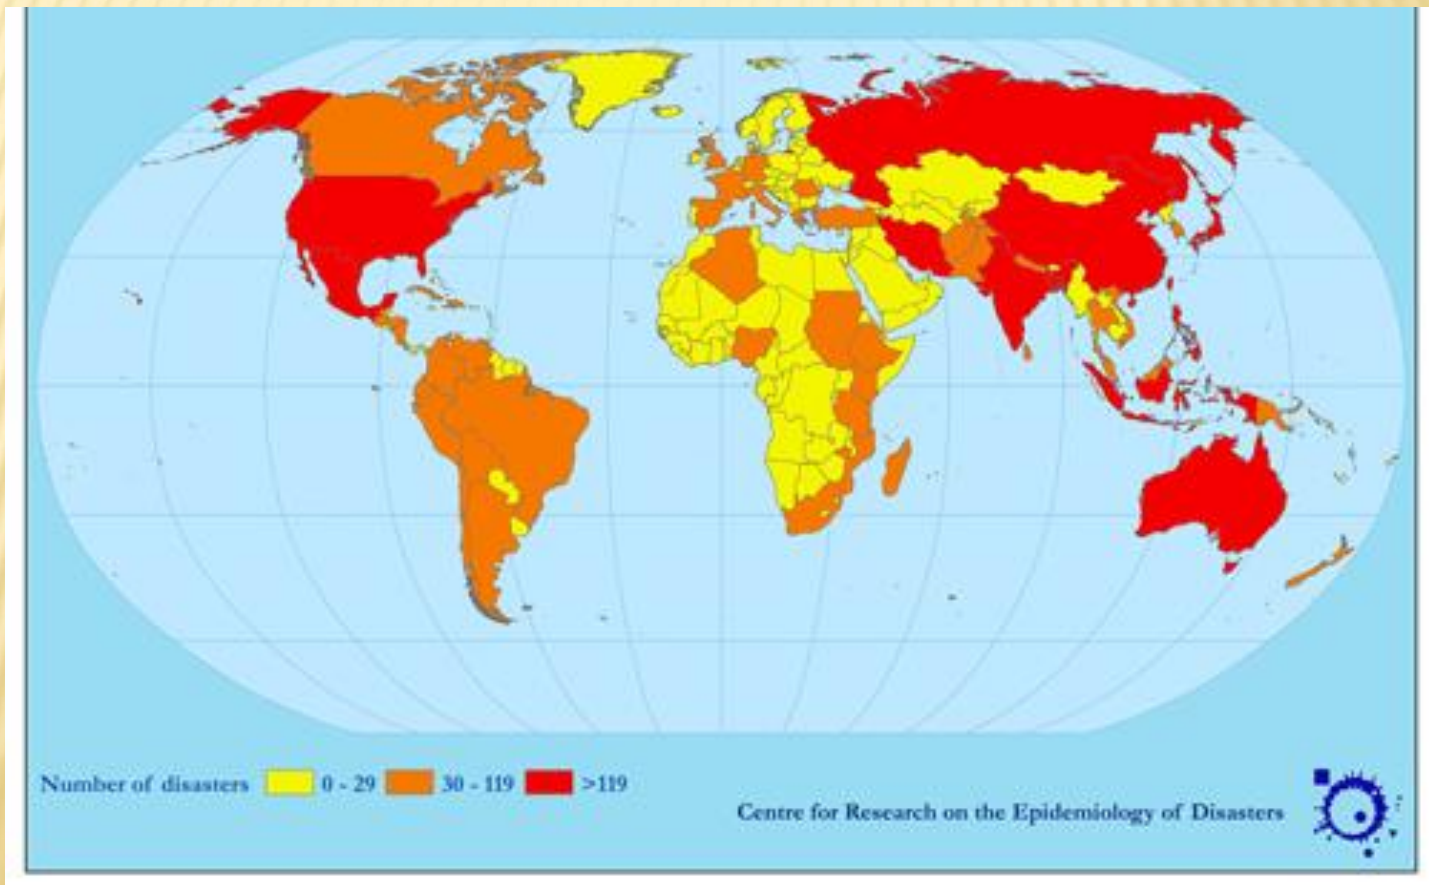 Number of disasters 0 - 29 30 - 119 >119
Centre for Research on the Epidemiology of Disasters